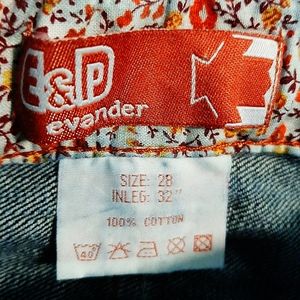 E&P
evander
SIZE: 28
INLEG: 32"
100% COTTON
40